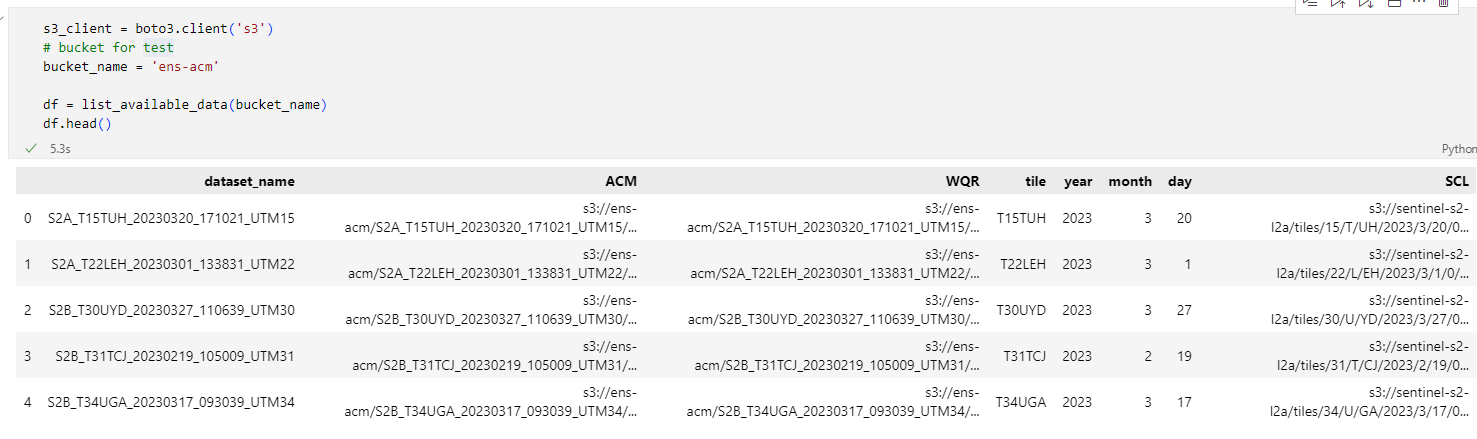 s3_client = boto3.client('s3')
# bucket for test
bucket_name = 'ens-acm'
df = list_available_data(bucket_name)
df.head()
5.3s
Python
dataset_name ACM WQR tile year month day SCL
0 S2A_T15TUH_20230320_171021_UTM15 s3://ens-acm/S2A_T15TUH_20230320_171021_UTM15/... s3://ens-acm/S2A_T15TUH_20230320_171021_UTM15/... T15TUH 2023 3 20 s3://sentinel-s2-l2a/tiles/15/T/UH/2023/3/20/0...
1 S2A_T22LEH_20230301_133831_UTM22 s3://ens-acm/S2A_T22LEH_20230301_133831_UTM22/... s3://ens-acm/S2A_T22LEH_20230301_133831_UTM22/... T22LEH 2023 3 1 s3://sentinel-s2-l2a/tiles/22/L/EH/2023/3/1/0/...
2 S2B_T30UYD_20230327_110639_UTM30 s3://ens-acm/S2B_T30UYD_20230327_110639_UTM30/... s3://ens-acm/S2B_T30UYD_20230327_110639_UTM30/... T30UYD 2023 3 27 s3://sentinel-s2-l2a/tiles/30/U/YD/2023/3/27/0...
3 S2B_T31TCJ_20230219_105009_UTM31 s3://ens-acm/S2B_T31TCJ_20230219_105009_UTM31/... s3://ens-acm/S2B_T31TCJ_20230219_105009_UTM31/... T31TCJ 2023 2 19 s3://sentinel-s2-l2a/tiles/31/T/CJ/2023/2/19/0...
4 S2B_T34UGA_20230317_093039_UTM34 s3://ens-acm/S2B_T34UGA_20230317_093039_UTM34/... s3://ens-acm/S2B_T34UGA_20230317_093039_UTM34/... T34UGA 2023 3 17 s3://sentinel-s2-l2a/tiles/34/U/GA/2023/3/17/0...